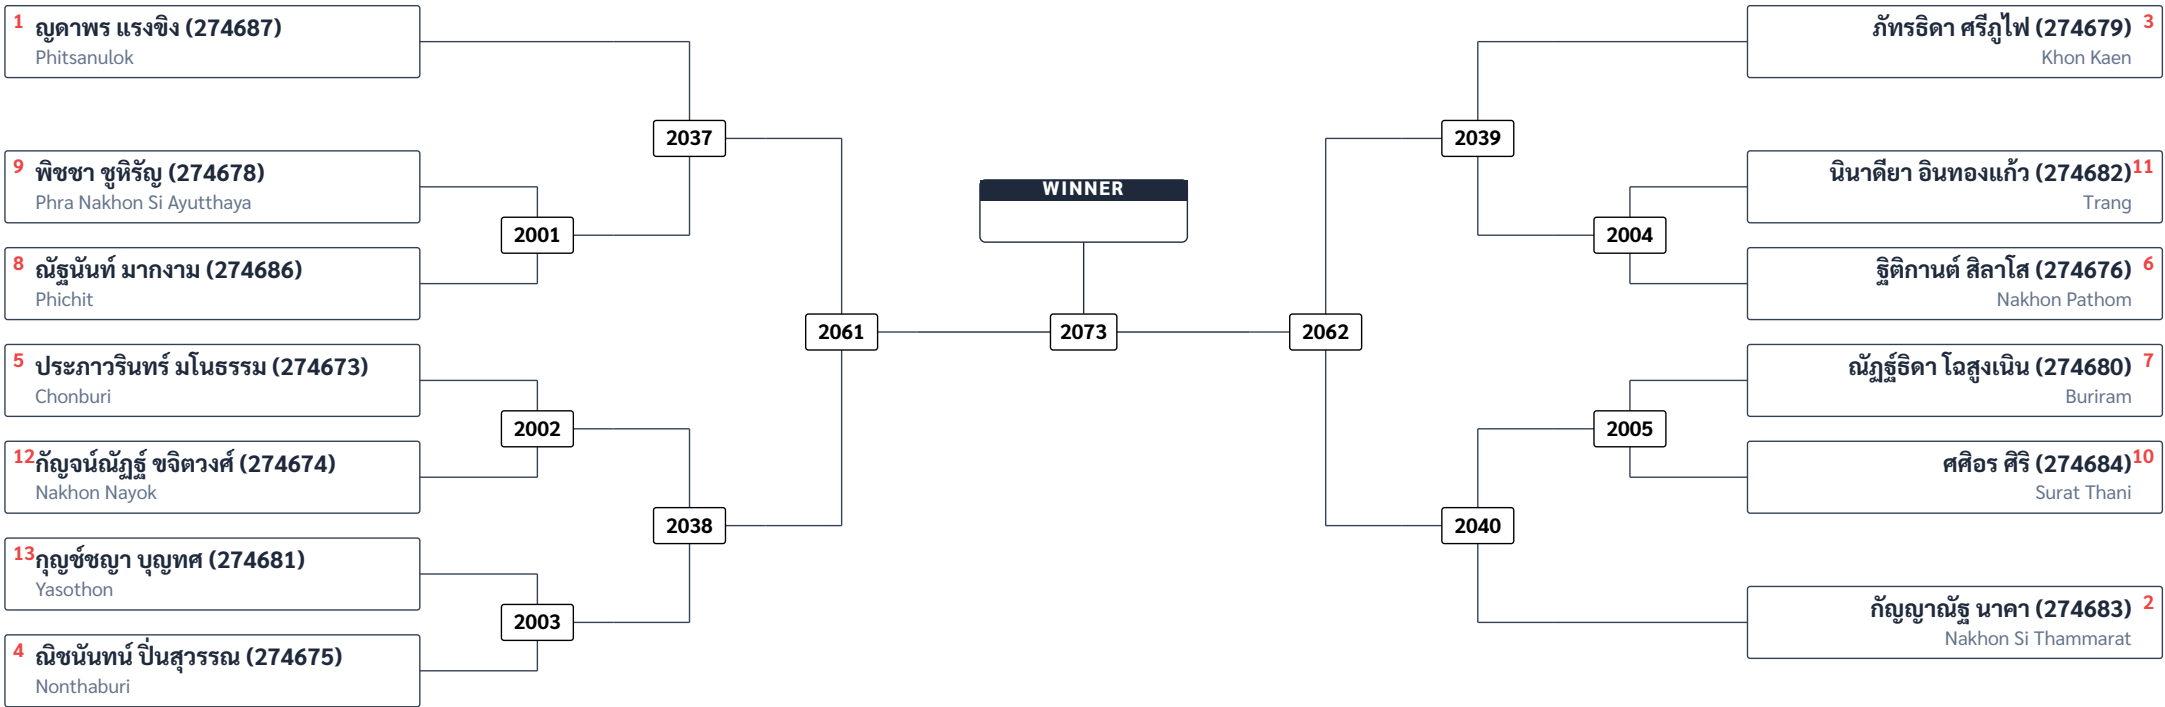 1 ญดาพร แรงขิง (274687)
Phitsanulok
9 พิชชา ชูหิรัญ (274678)
Phra Nakhon Si Ayutthaya
8 ณัฐนันท์ มากงาม (274686)
Phichit
5 ประภาวรินทร์ มโนธรรม (274673)
Chonburi
12 กัญจน์ณัฏฐ์ ขจิตวงศ์ (274674)
Nakhon Nayok
13 กุญช์ชญา บุญทศ (274681)
Yasothon
4 ณิชนันทน์ ปิ่นสุวรรณ (274675)
Nonthaburi
2001
2002
2003
2037
2038
2061
WINNER
2073
2062
2039
2040
2004
2005
ภัทรธิดา ศรีภูไฟ (274679) 3
Khon Kaen
นินาดียา อินทองแก้ว (274682) 11
Trang
ฐิติกานต์ สิลาโส (274676) 6
Nakhon Pathom
ณัฏฐ์ธิดา โฉสูงเนิน (274680) 7
Buriram
ศศิอร ศิริ (274684) 10
Surat Thani
กัญญาณัฐ นาคา (274683) 2
Nakhon Si Thammarat